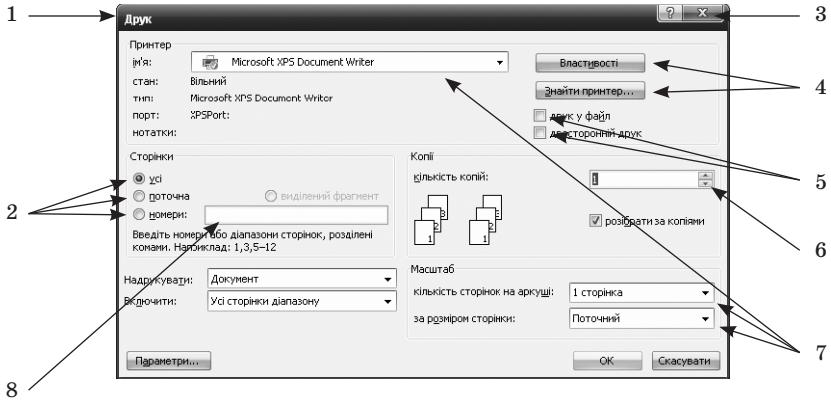 1
Друк
?
x
3
Принтер
ім'я:
Microsoft XPS Document Writer
Властивості
4
стан:
Вільний
тип:
Microsoft XPS Document Writer
Знайти принтер...
порт:
XPSPort:
друк у файл
нотатки:
двосторонній друк
5
Сторінки
усі
поточна
виділений фрагмент
номери:
2
Введіть номери або діапазони сторінок, розділені
комами. Наприклад: 1,3,5–12
Копії
кількість копій:
1
6
розібрати за копіями
Надрукувати:
Документ
Включити:
Усі сторінки діапазону
Масштаб
кількість сторінок на аркуші:
1 сторінка
за розміром сторінки:
Поточний
7
Параметри...
OK
Скасувати
8